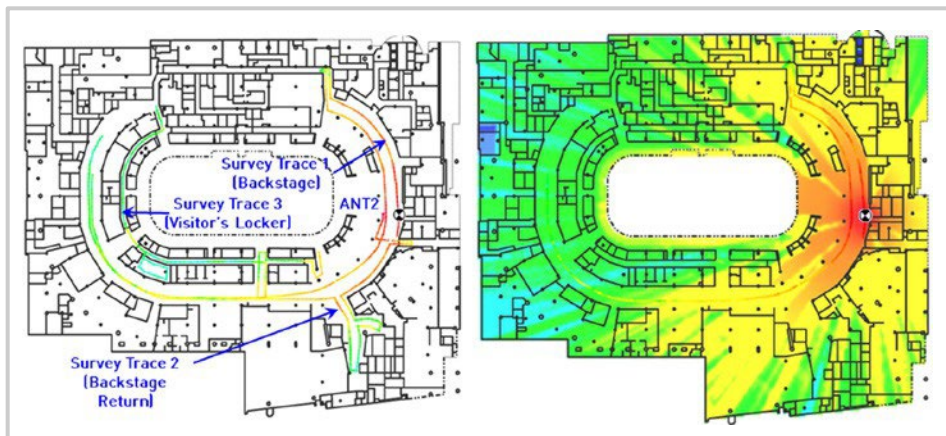 Survey Trace 1
(Backstage)
Survey Trace 3
(Visitor's Locker)
ANT2
Survey Trace 2
(Backstage
Return)